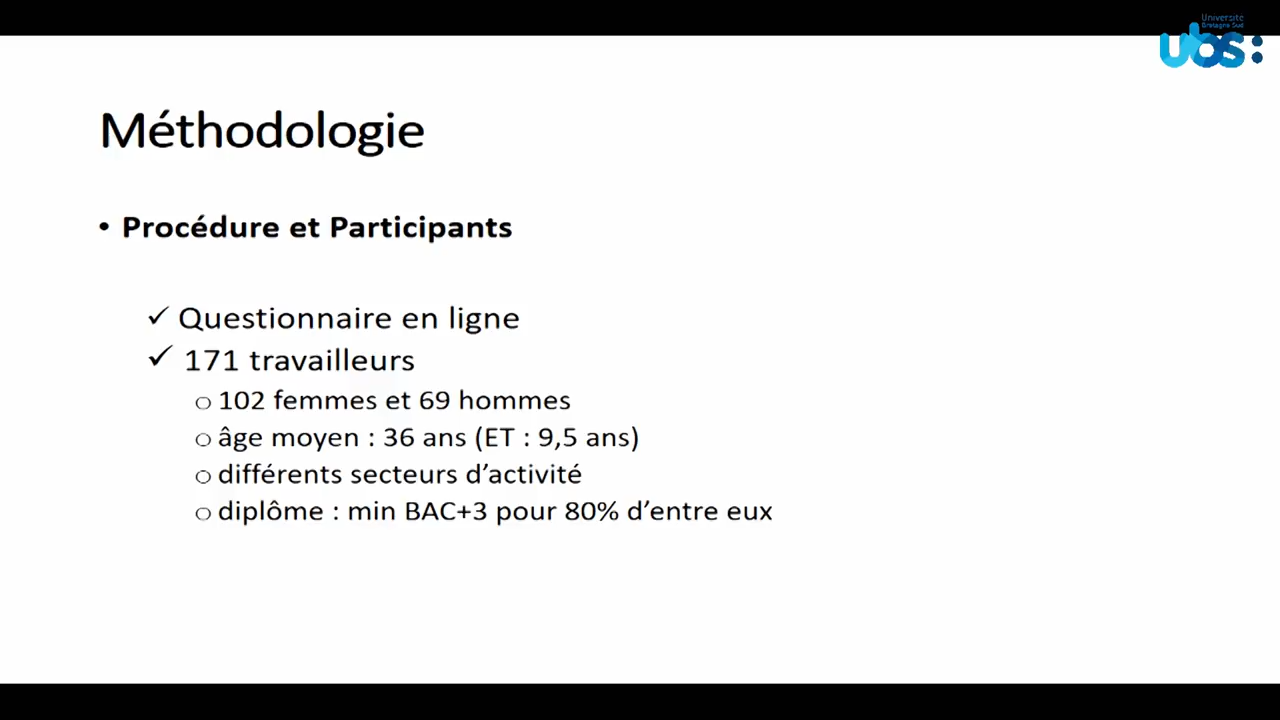 Université
Bretagne Sud
ubs:
Méthodologie
• Procédure et Participants
✓ Questionnaire en ligne
✓ 171 travailleurs
o 102 femmes et 69 hommes
o âge moyen : 36 ans (ET : 9,5 ans)
o différents secteurs d’activité
o diplôme : min BAC+3 pour 80% d’entre eux